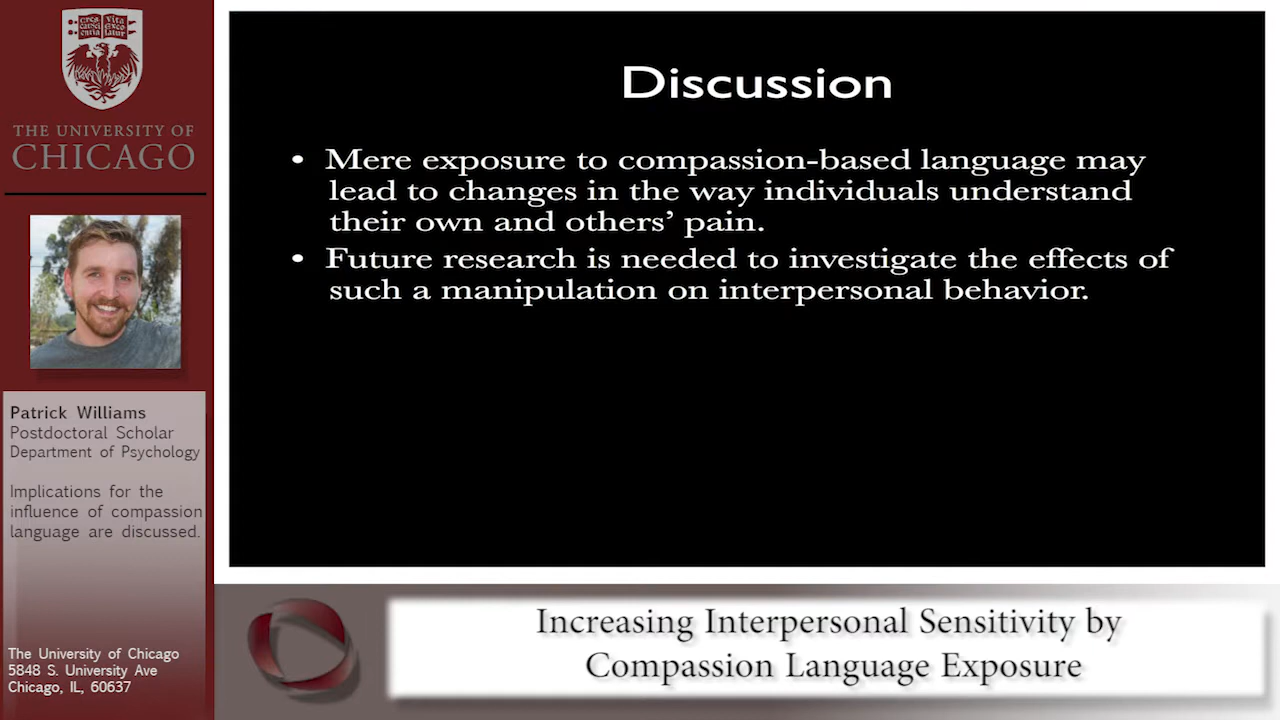 THE UNIVERSITY OF
CHICAGO
Patrick Williams
Postdoctoral Scholar
Department of Psychology
Implications for the
influence of compassion
language are discussed.
The University of Chicago
5848 S. University Ave
Chicago, IL, 60637
Discussion
• Mere exposure to compassion-based language may
lead to changes in the way individuals understand
their own and others’ pain.
• Future research is needed to investigate the effects of
such a manipulation on interpersonal behavior.
Increasing Interpersonal Sensitivity by
Compassion Language Exposure